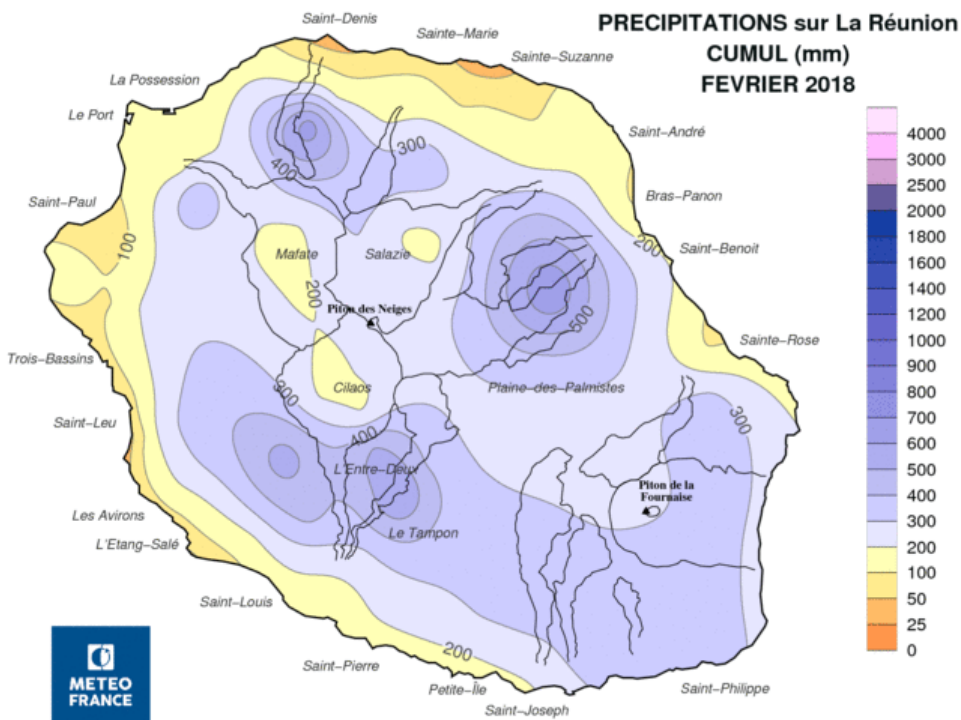 PRECIPITATIONS sur La Réunion
CUMUL (mm)
FEVRIER 2018
Saint-Denis
Sainte-Marie
Sainte-Suzanne
La Possession
Le Port
Saint-André
Saint-Paul
Bras-Panon
Saint-Benoit
Mafate
Salazie
Piton des Neiges
Sainte-Rose
Trois-Bassins
Cilaos
Plaine-des-Palmistes
Saint-Leu
L'Entre-Deux
Piton de la
Fournaise
Les Avirons
Le Tampon
L'Etang-Salé
Saint-Louis
Saint-Pierre
Petite-Île
Saint-Philippe
Saint-Joseph
300
400
100
200
200
500
300
400
300
200
4000
3000
2500
2000
1800
1600
1400
1200
1000
900
800
700
600
500
400
300
200
100
50
25
0
METEO
FRANCE